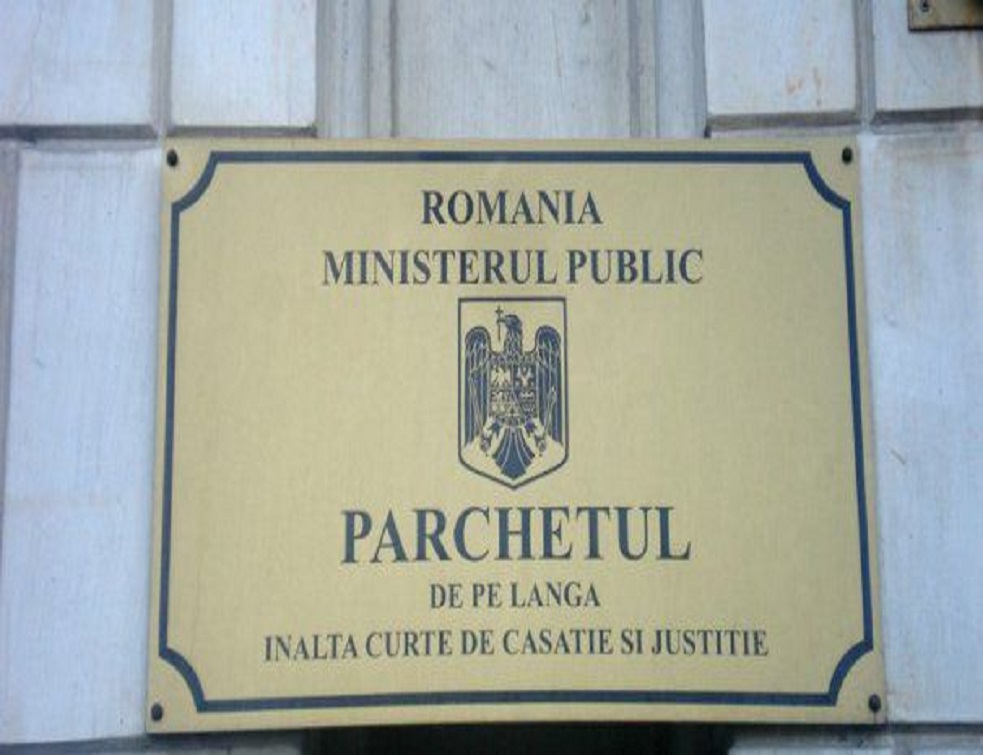 ROMANIA
MINISTERUL PUBLIC
PARCHETUL
DE PE LANGA
INALTA CURTE DE CASATIE SI JUSTITIE